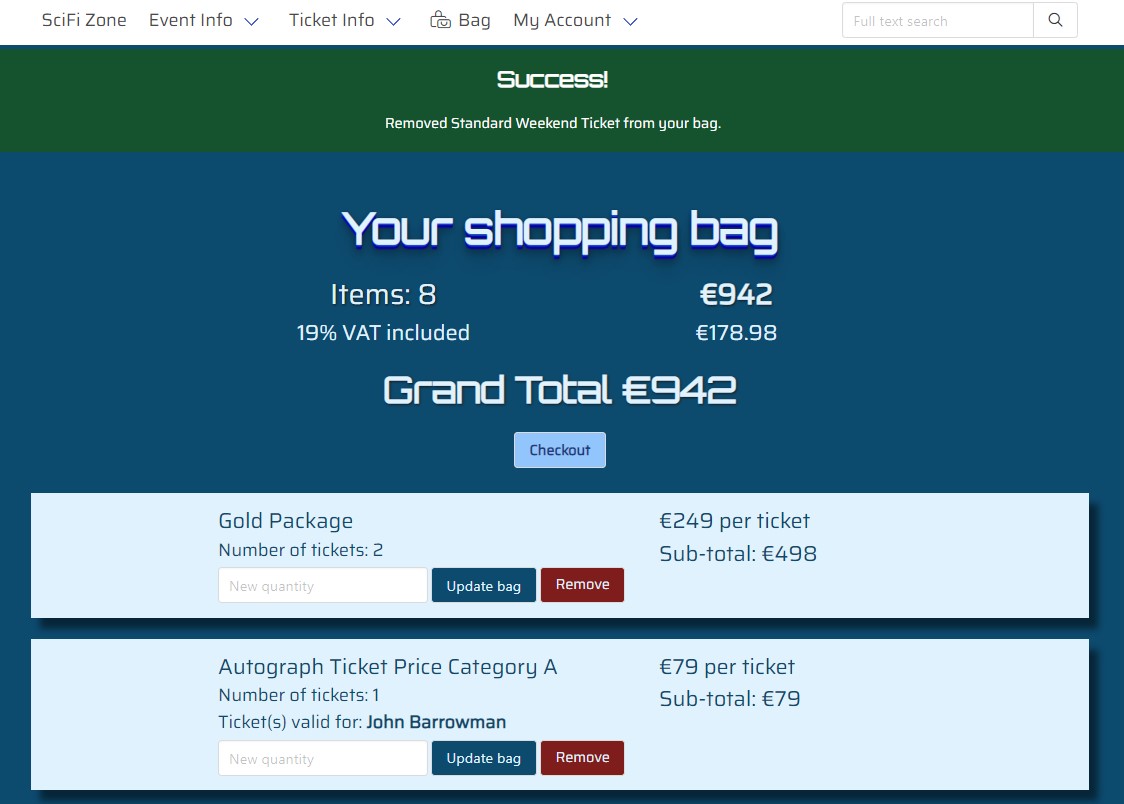 SciFi Zone Event Info Ticket Info Bag My Account Full text search
Success!
Removed Standard Weekend Ticket from your bag.
Your shopping bag
Items: 8 €942
19% VAT included €178.98
Grand Total €942
Checkout
Gold Package €249 per ticket
Number of tickets: 2 Sub-total: €498
New quantity Update bag Remove
Autograph Ticket Price Category A €79 per ticket
Number of tickets: 1 Sub-total: €79
Ticket(s) valid for: John Barrowman
New quantity Update bag Remove